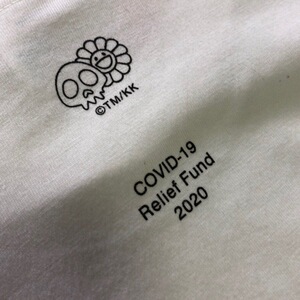 ©TM/KK
COVID-19
Relief Fund
2020